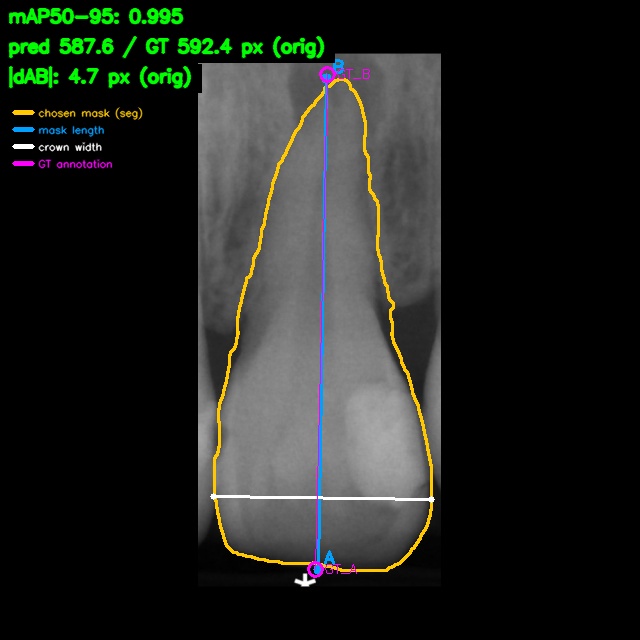 mAP50-95: 0.995
pred 587.6 / GT 592.4 px (orig)
|dAB|: 4.7 px (orig)
chosen mask (seg)
mask length
crown width
GT annotation
B
GT_B
A
GT_A